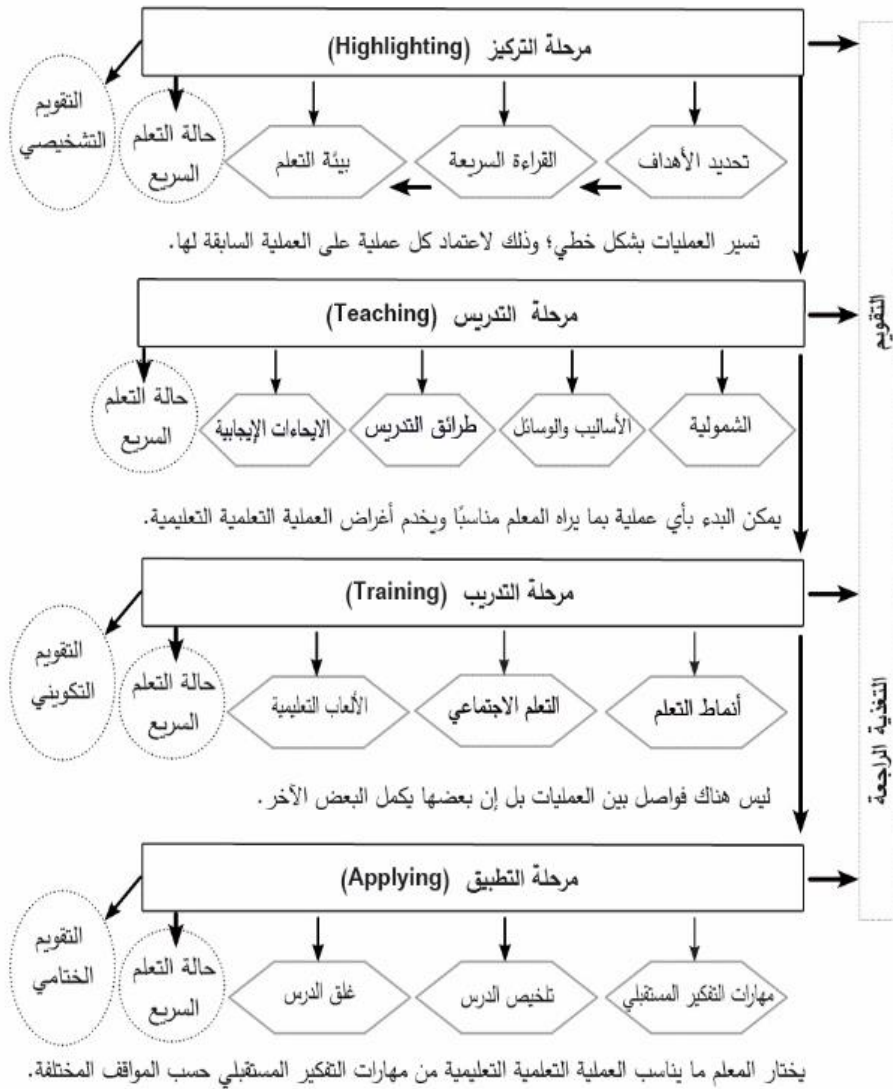 مرحلة التركيز (Highlighting)
تحديد الأهداف
القراءة السريعة
بيئة التعلم
حالة التعلم
السريع
التقويم
التشخيصي
تسير العمليات بشكل خطي؛ وذلك لاعتماد كل عملية على العملية السابقة لها.
مرحلة التدريس (Teaching)
الشمولية
الأساليب والوسائل
طرائق التدريس
الايحاءات الإيجابية
حالة التعلم
السريع
يمكن البدء بأي عملية بما يراه المعلم مناسبًا ويخدم أغراض العملية التعلمية التعليمية.
مرحلة التدريب (Training)
أنماط التعلم
التعلم الاجتماعي
الألعاب التعليمية
حالة التعلم
السريع
التقويم
التكويني
ليس هناك فواصل بين العمليات بل إن بعضها يكمل البعض الآخر.
مرحلة التطبيق (Applying)
مهارات التفكير المستقبلي
تلخيص الدرس
غلق الدرس
حالة التعلم
السريع
التقويم
الختامي
يختار المعلم ما يناسب العملية التعلمية التعليمية من مهارات التفكير المستقبلي حسب المواقف المختلفة.
التقويم
التغذية الراجعة